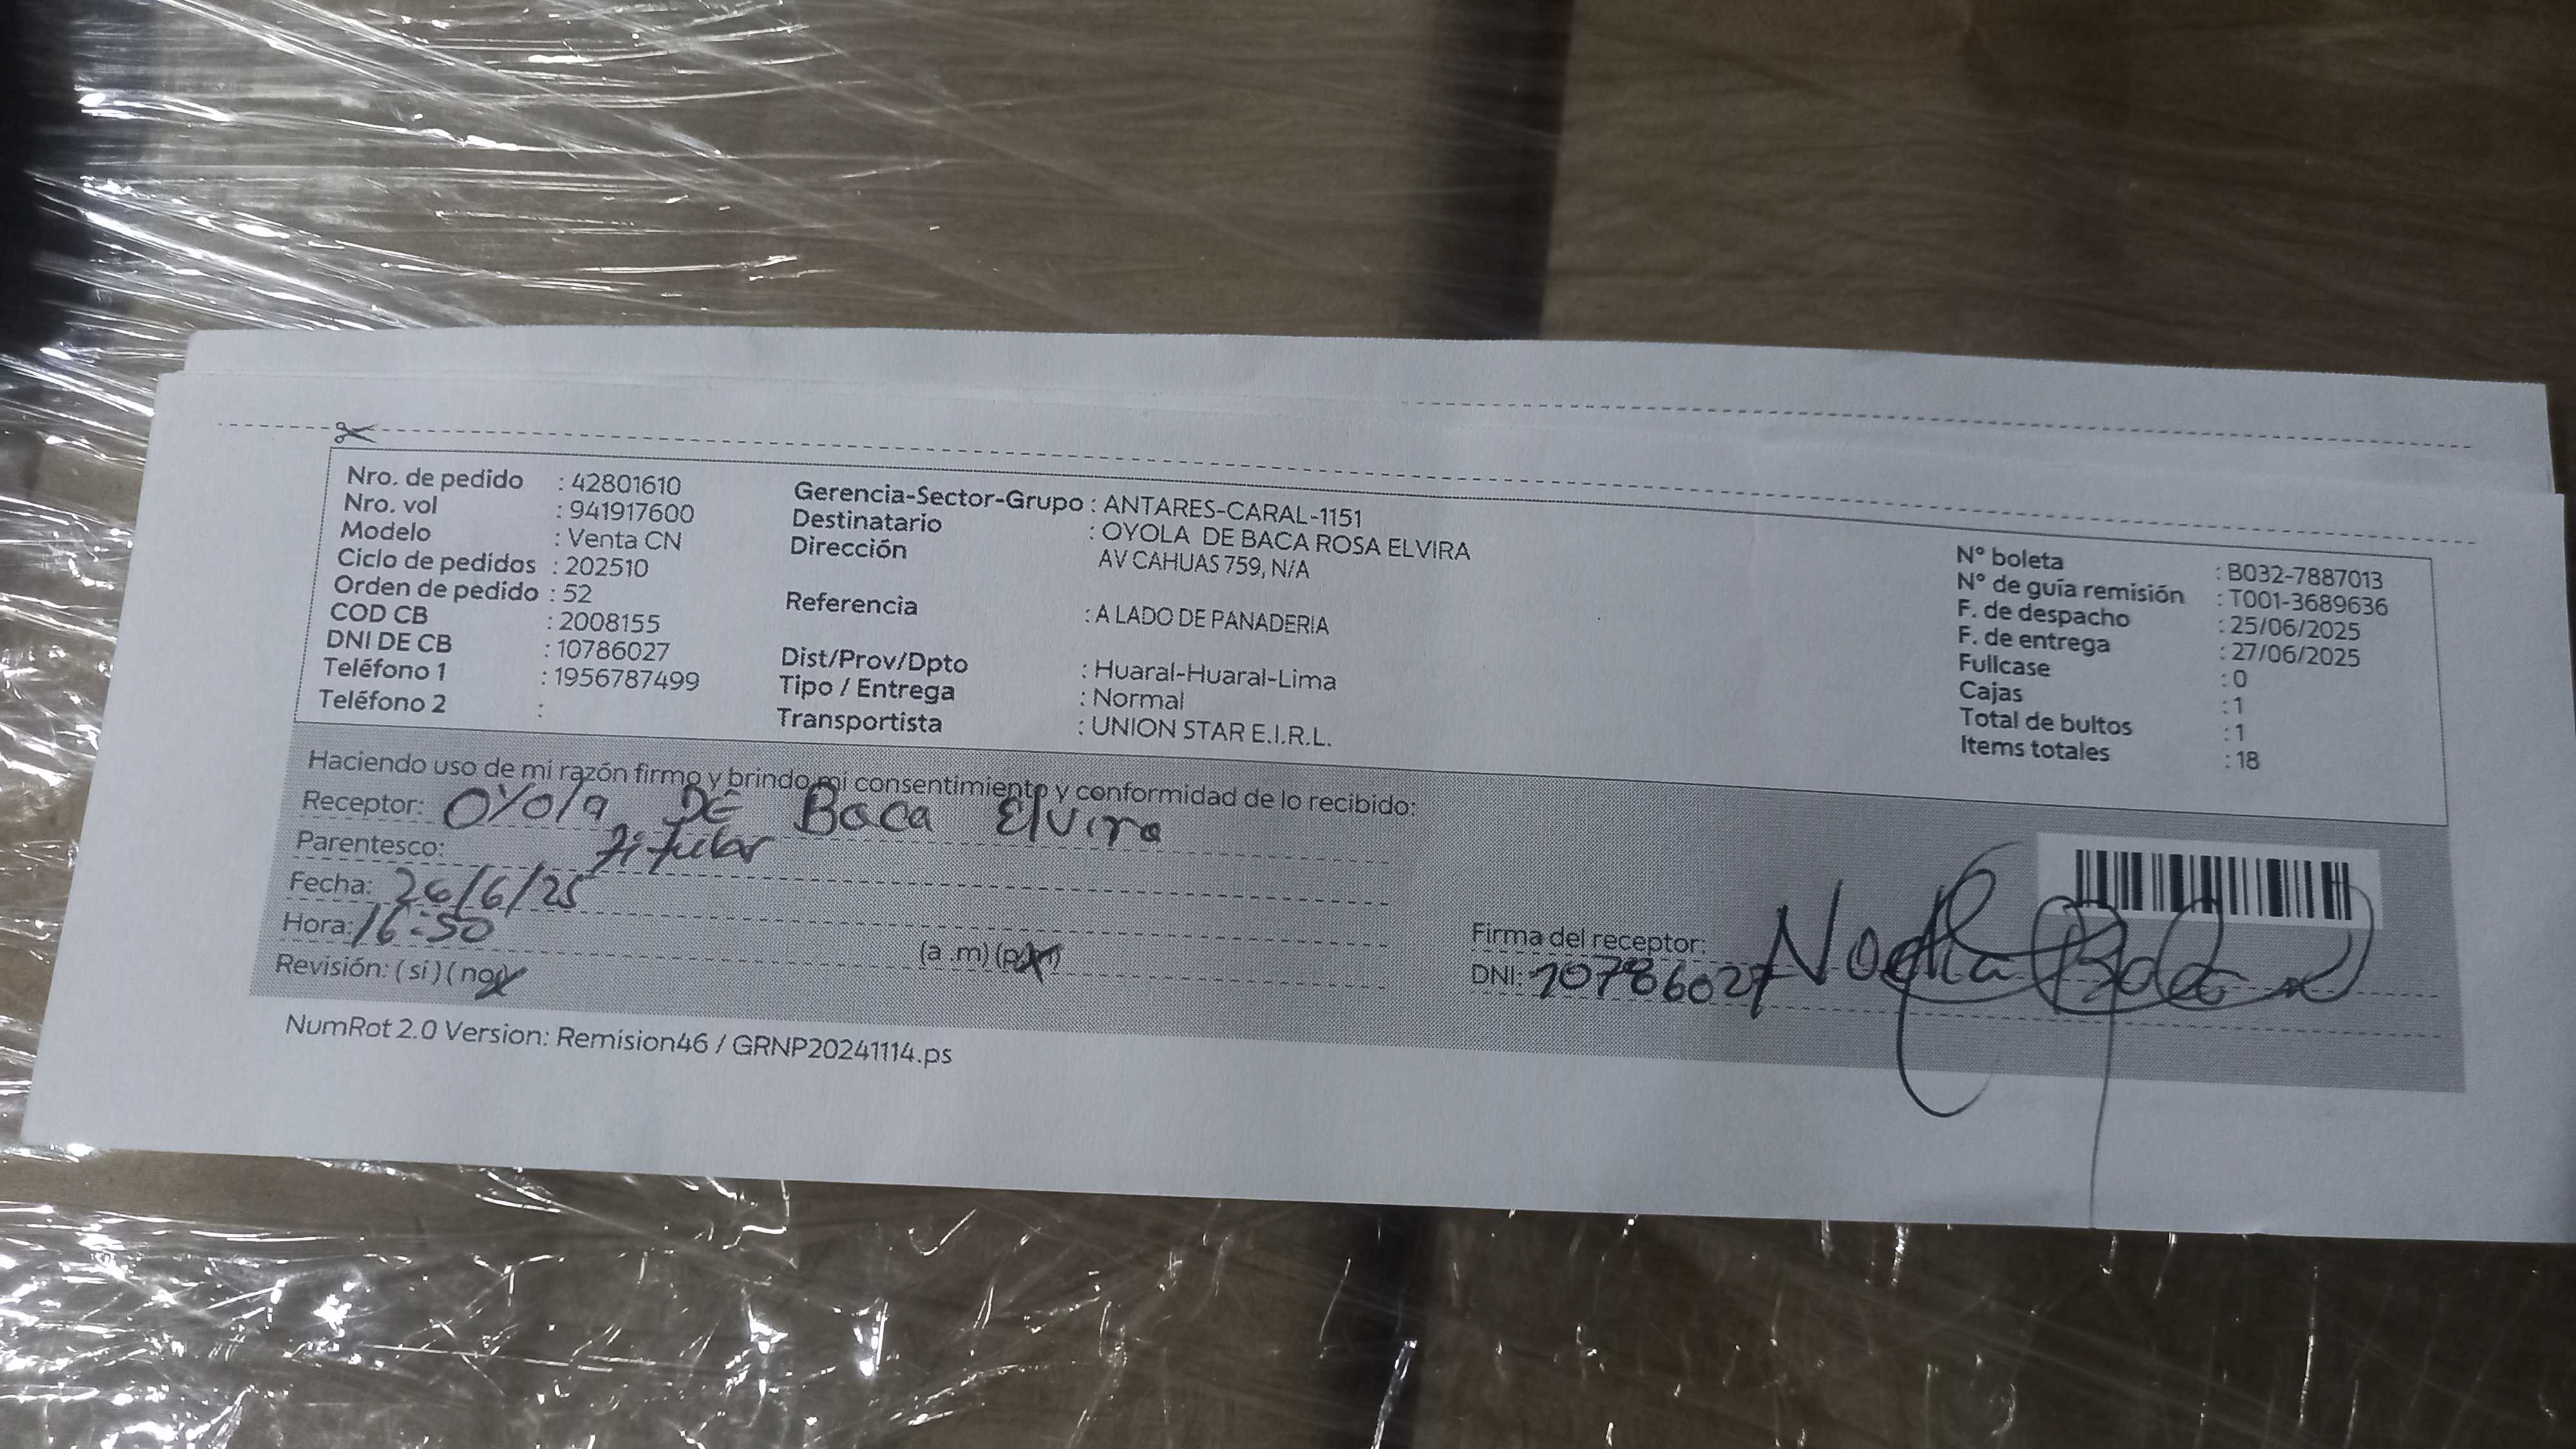 Nro. de pedido : 42801610
Nro. vol : 941917600
Modelo : Venta CN
Ciclo de pedidos : 202510
Orden de pedido : 52
COD CB : 2008155
DNI DE CB : 10786027
Teléfono 1 : 1956787499
Teléfono 2 :
Gerencia-Sector-Grupo : ANTARES-CARAL-1151
Destinatario : OYOLA DE BACA ROSA ELVIRA
Dirección AV CAHUAS 759, N/A
Referencia : A LADO DE PANADERIA
Dist/Prov/Dpto : Huaral-Huaral-Lima
Tipo / Entrega : Normal
Transportista : UNION STAR E.I.R.L.
N° boleta : B032-7887013
N° de guía remisión : T001-3689636
F. de despacho : 25/06/2025
F. de entrega : 27/06/2025
Fullcase : 0
Cajas : 1
Total de bultos : 1
Items totales : 18
Haciendo uso de mi razón firmo y brindo mi consentimiento y conformidad de lo recibido:
Receptor: Oyola DE Baca Elvira
Parentesco: Titular
Fecha: 26/6/25
Hora: 16:50 (a .m) (p.m)
Revisión: ( si ) ( no )
Firma del receptor:
DNI: 10786027
NumRot 2.0 Version: Remision46 / GRNP20241114.ps